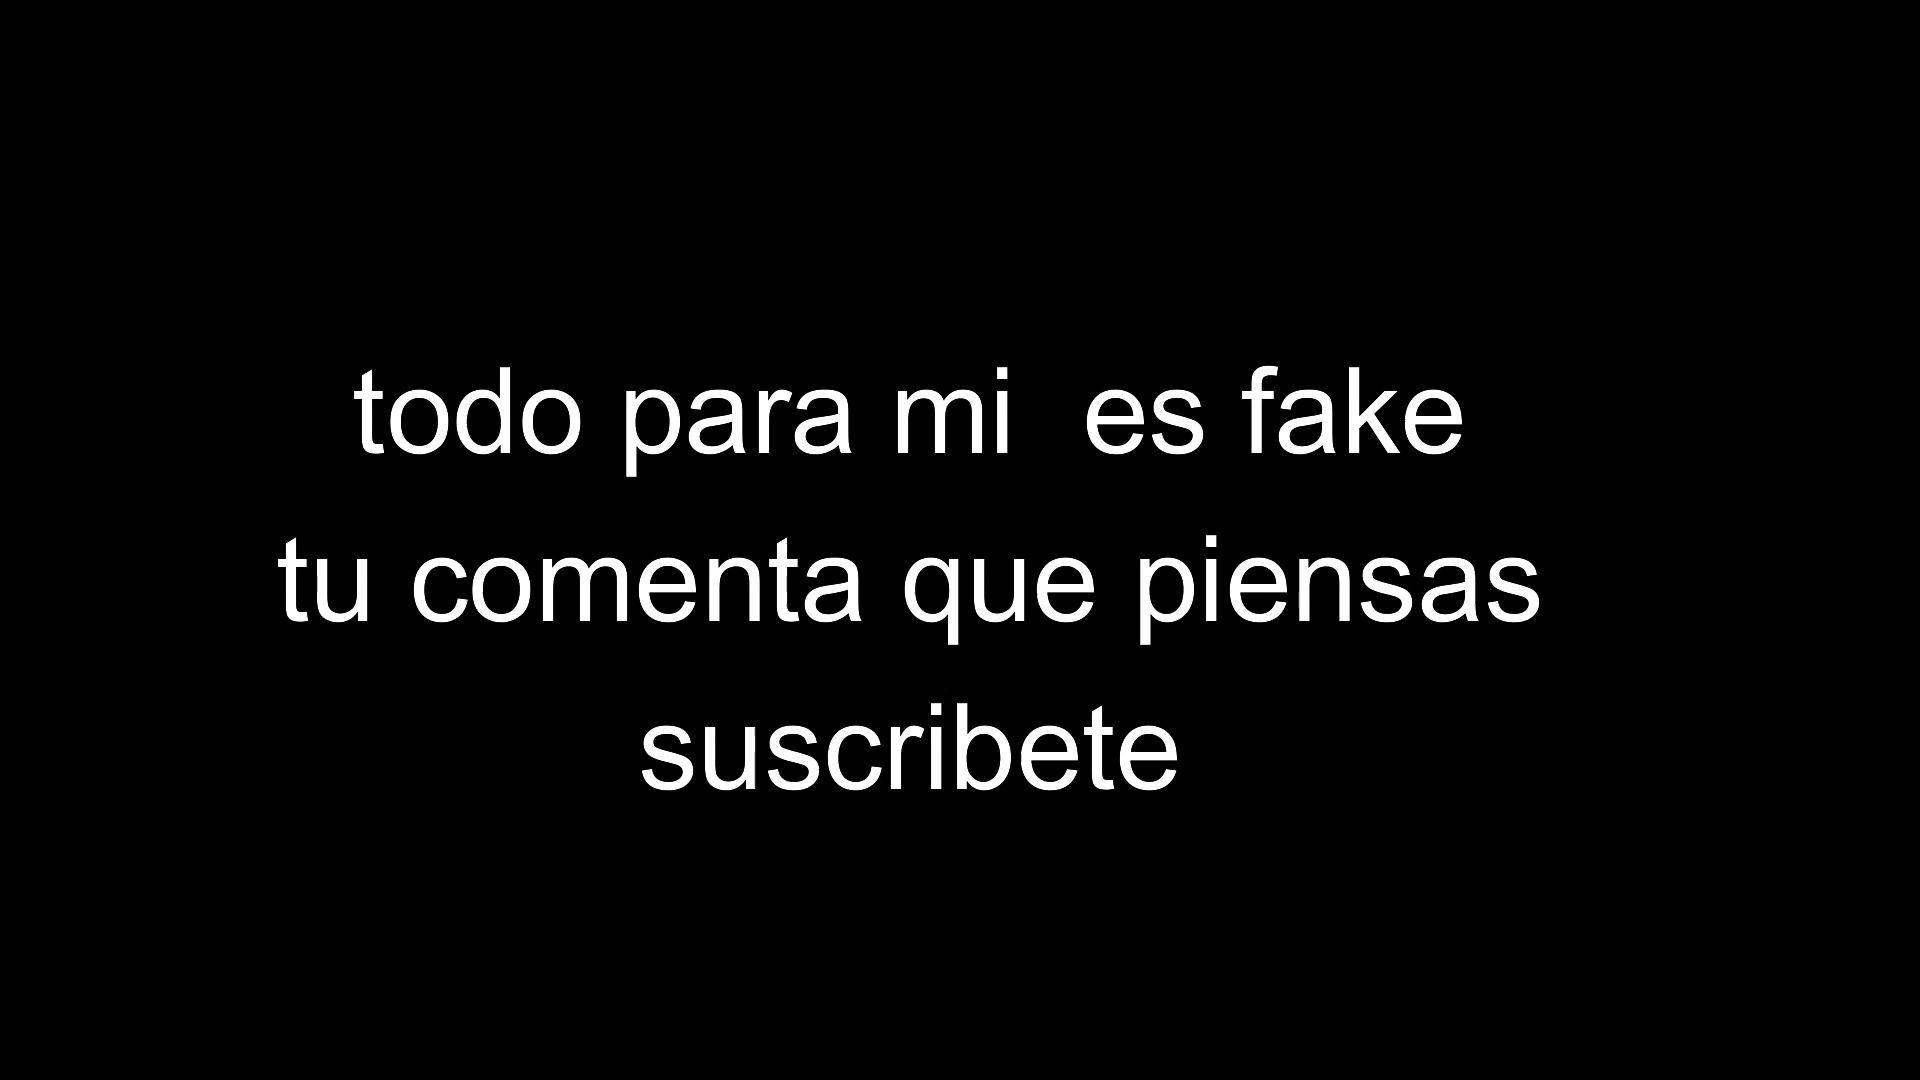 todo para mi  es fake
tu comenta que piensas
suscribete